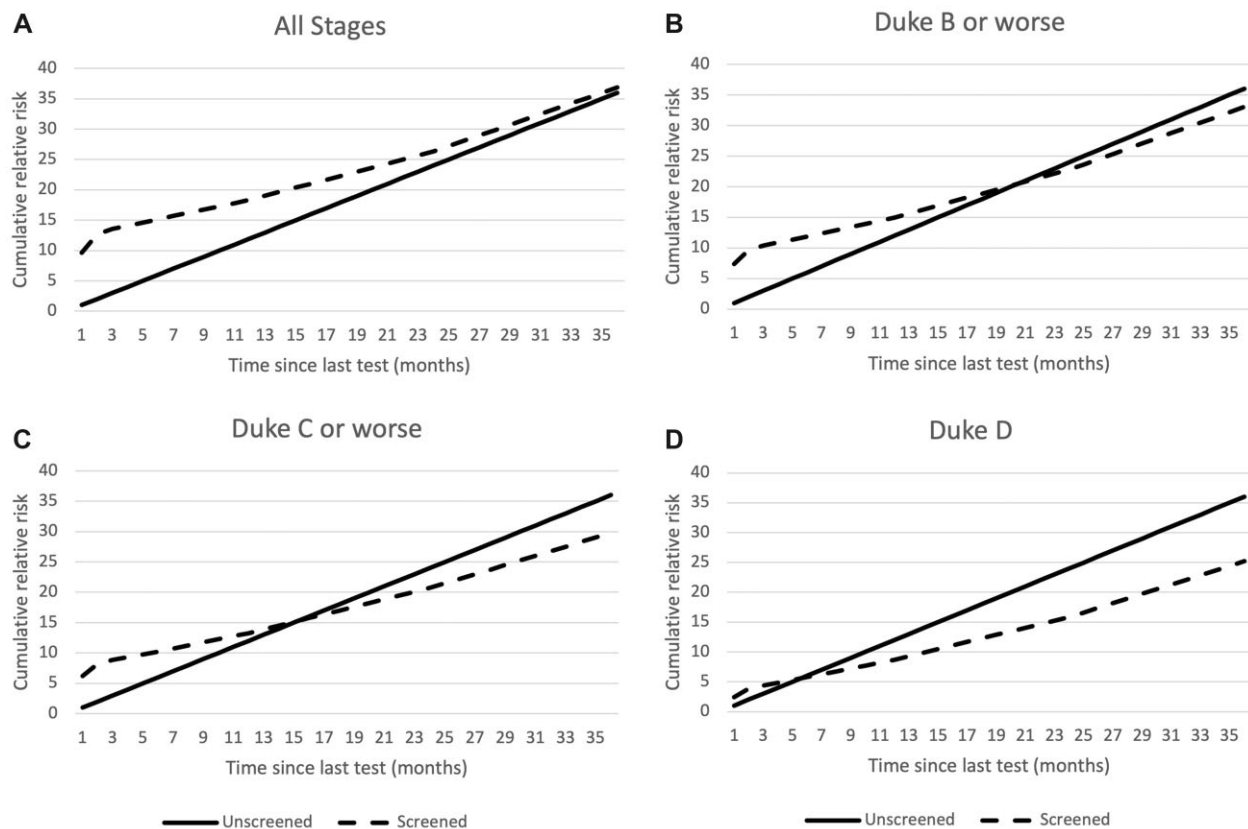 A
All Stages
Cumulative relative risk
40
35
30
25
20
15
10
5
0
1 3 5 7 9 11 13 15 17 19 21 23 25 27 29 31 33 35
Time since last test (months)
B
Duke B or worse
Cumulative relative risk
40
35
30
25
20
15
10
5
0
1 3 5 7 9 11 13 15 17 19 21 23 25 27 29 31 33 35
Time since last test (months)
C
Duke C or worse
Cumulative relative risk
40
35
30
25
20
15
10
5
0
1 3 5 7 9 11 13 15 17 19 21 23 25 27 29 31 33 35
Time since last test (months)
Unscreened Screened
D
Duke D
Cumulative relative risk
40
35
30
25
20
15
10
5
0
1 3 5 7 9 11 13 15 17 19 21 23 25 27 29 31 33 35
Time since last test (months)
Unscreened Screened